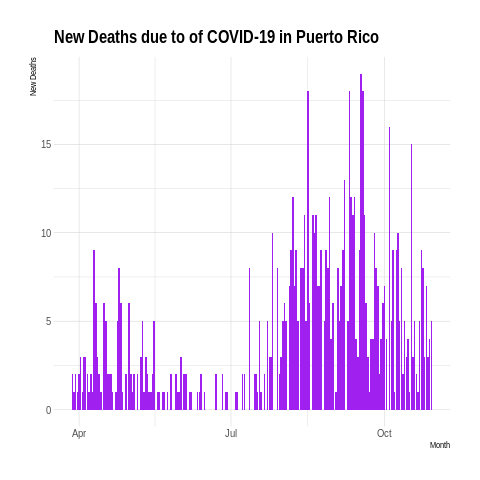 New Deaths due to of COVID-19 in Puerto Rico
New Deaths
15
10
5
0
Apr
Jul
Oct
Month